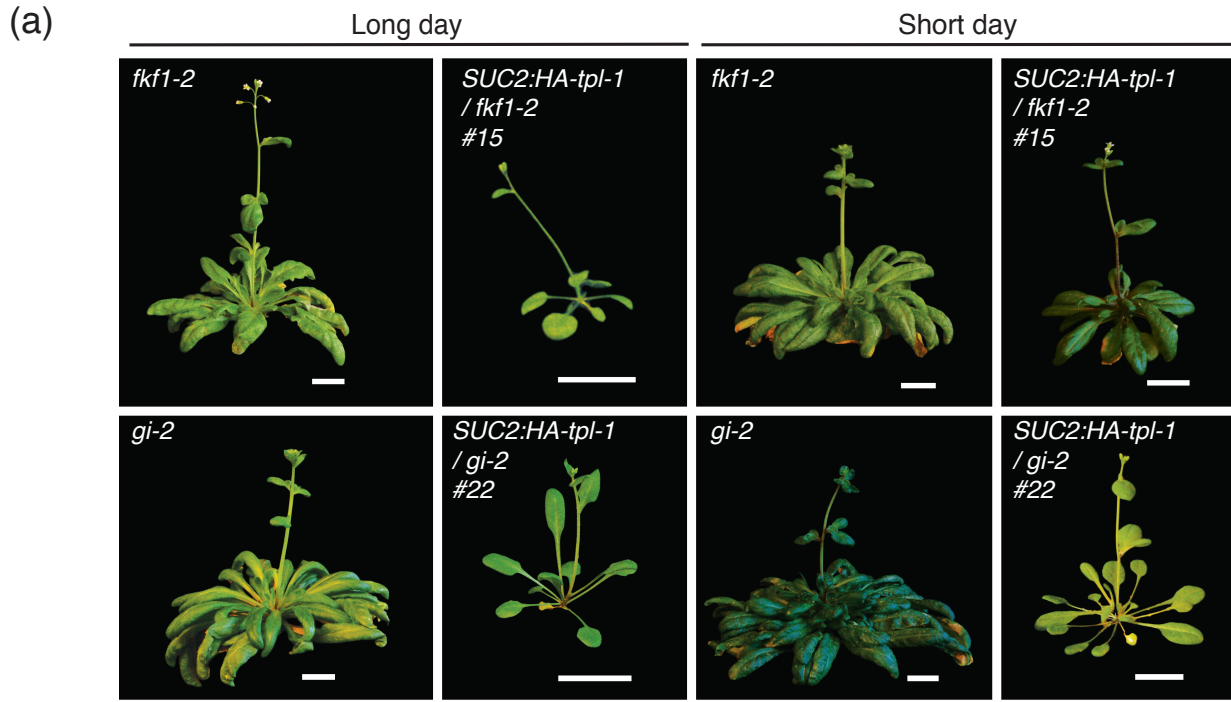 (a)
Long day
Short day
fkf1-2
SUC2:HA-tpl-1
/ fkf1-2
#15
fkf1-2
SUC2:HA-tpl-1
/ fkf1-2
#15
gi-2
SUC2:HA-tpl-1
/ gi-2
#22
gi-2
SUC2:HA-tpl-1
/ gi-2
#22